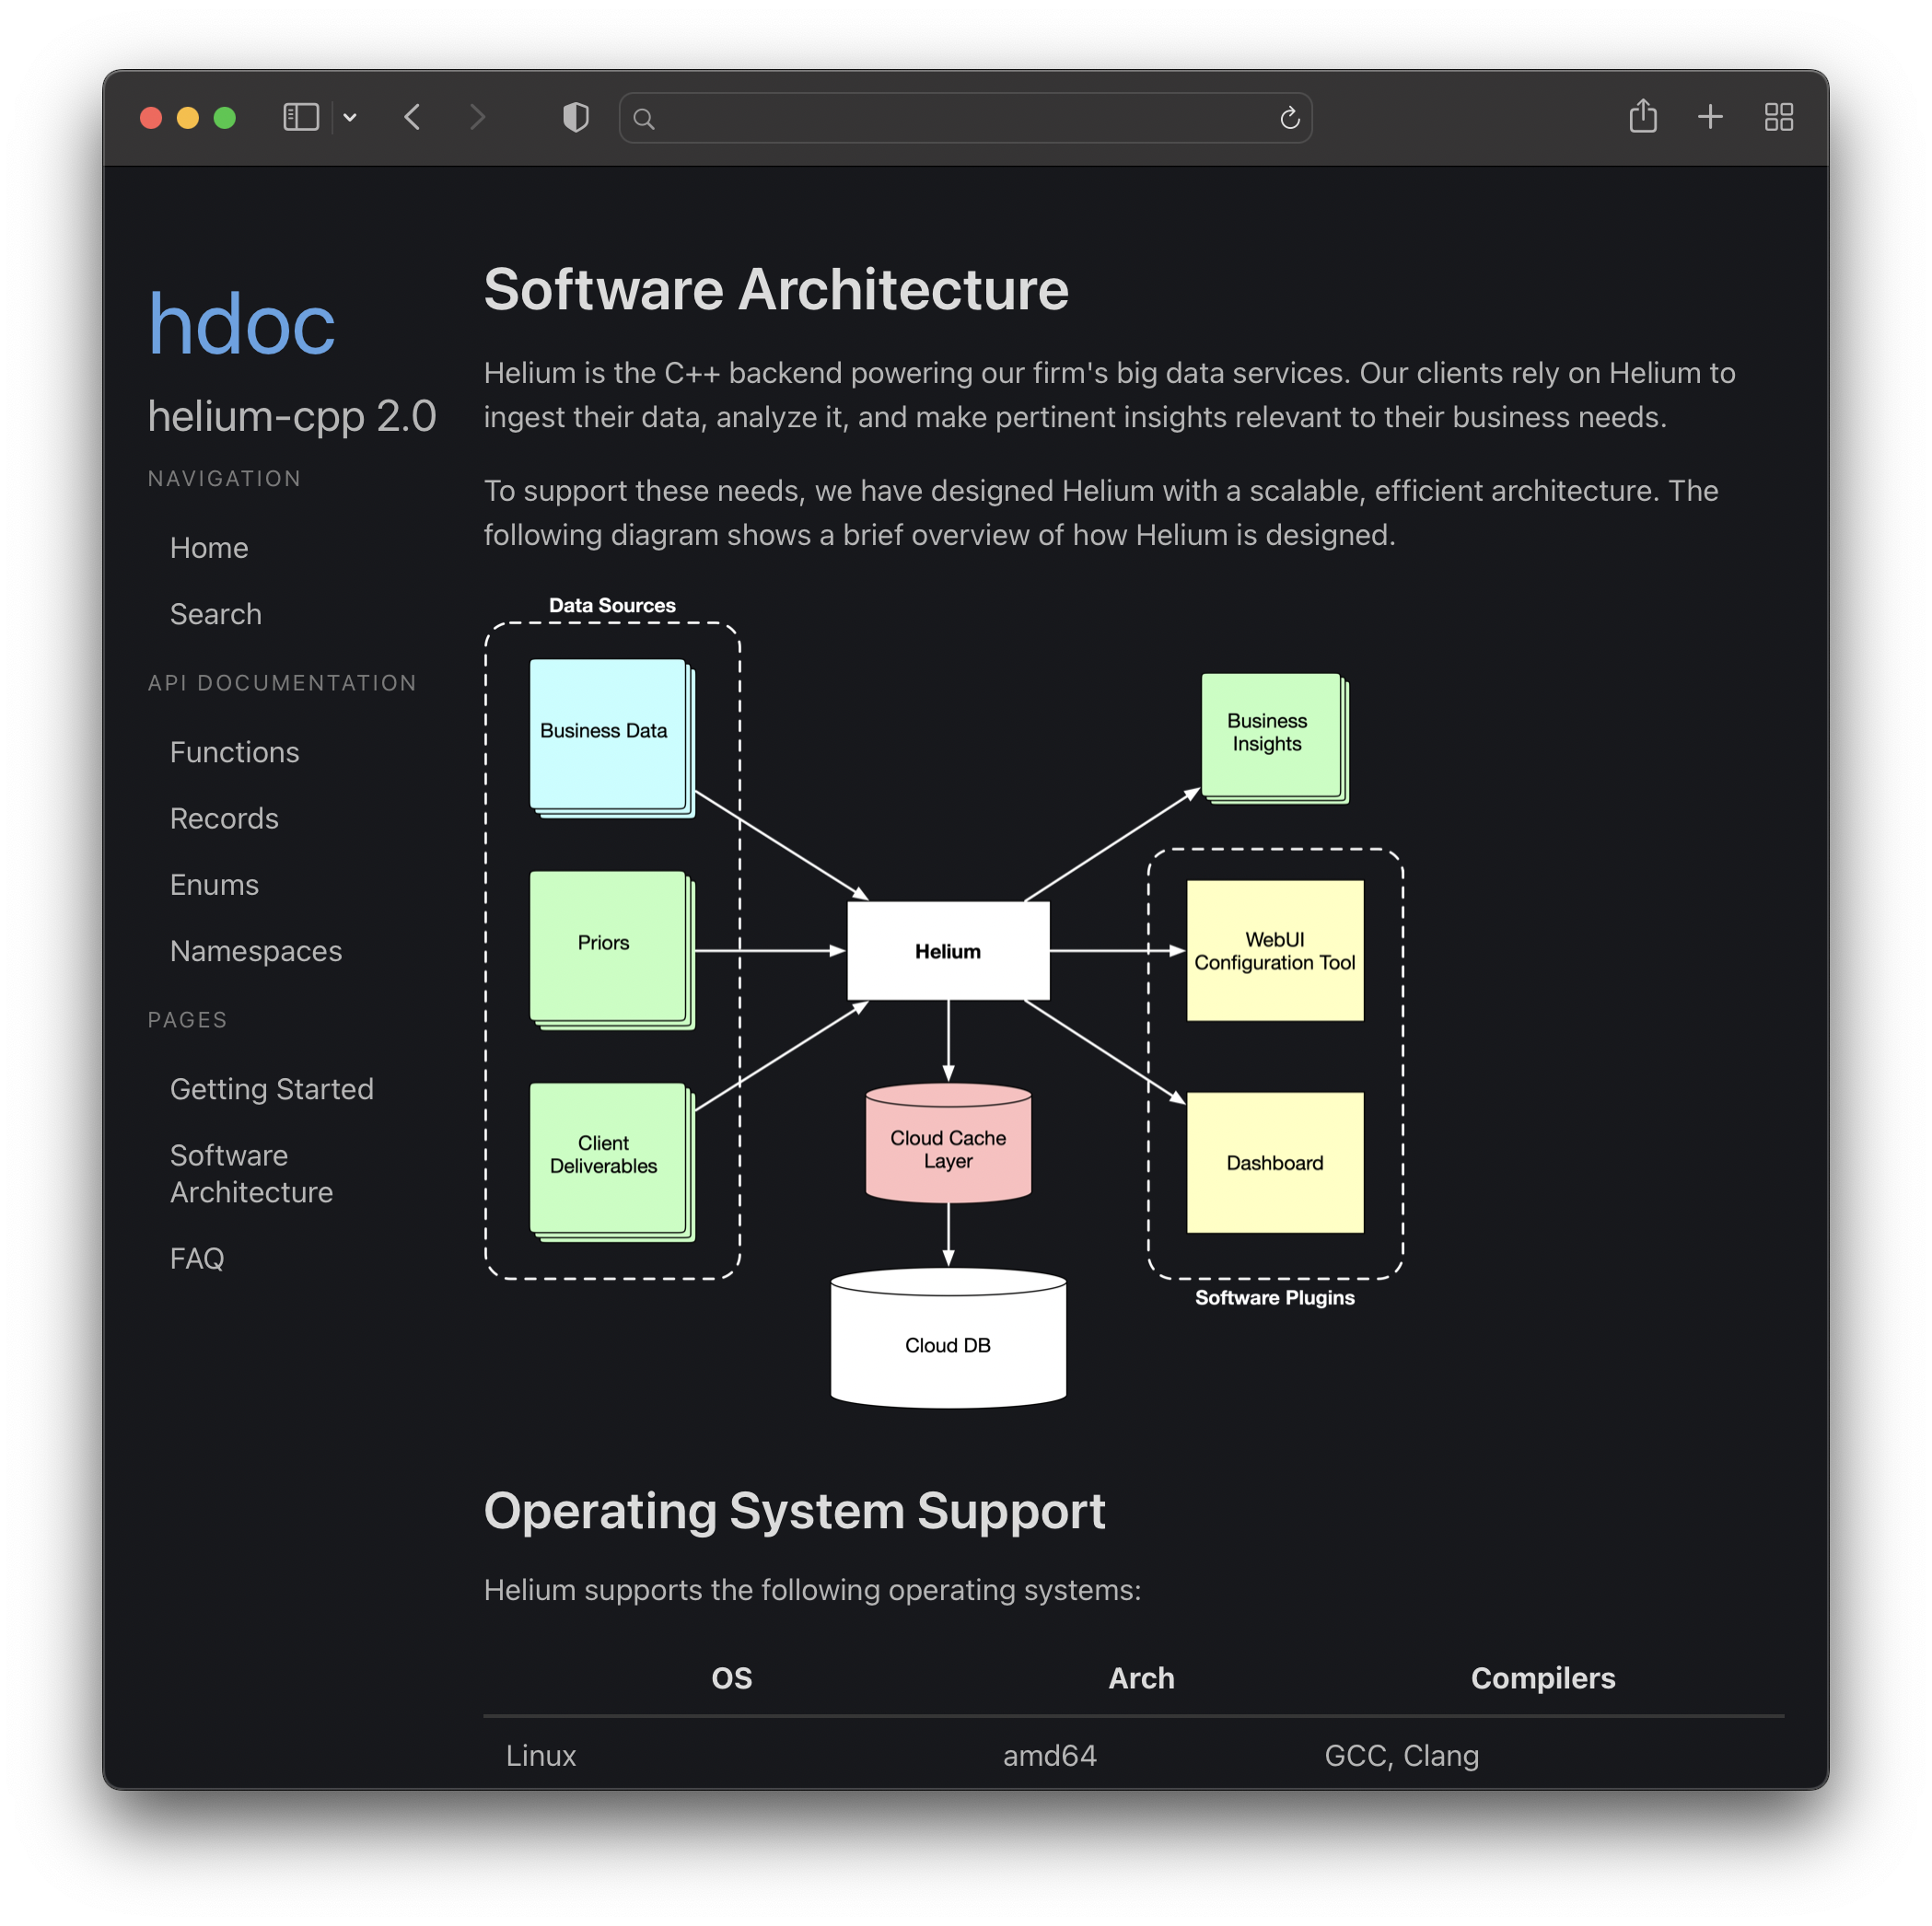 hdoc
helium-cpp 2.0
NAVIGATION
Home
Search
API DOCUMENTATION
Functions
Records
Enums
Namespaces
PAGES
Getting Started
Software
Architecture
FAQ
Software Architecture
Helium is the C++ backend powering our firm's big data services. Our clients rely on Helium to
ingest their data, analyze it, and make pertinent insights relevant to their business needs.
To support these needs, we have designed Helium with a scalable, efficient architecture. The
following diagram shows a brief overview of how Helium is designed.
Data Sources
Business Data
Priors
Client
Deliverables
Helium
Cloud Cache
Layer
Cloud DB
Business
Insights
WebUI
Configuration Tool
Dashboard
Software Plugins
Operating System Support
Helium supports the following operating systems:
OS Arch Compilers
Linux amd64 GCC, Clang